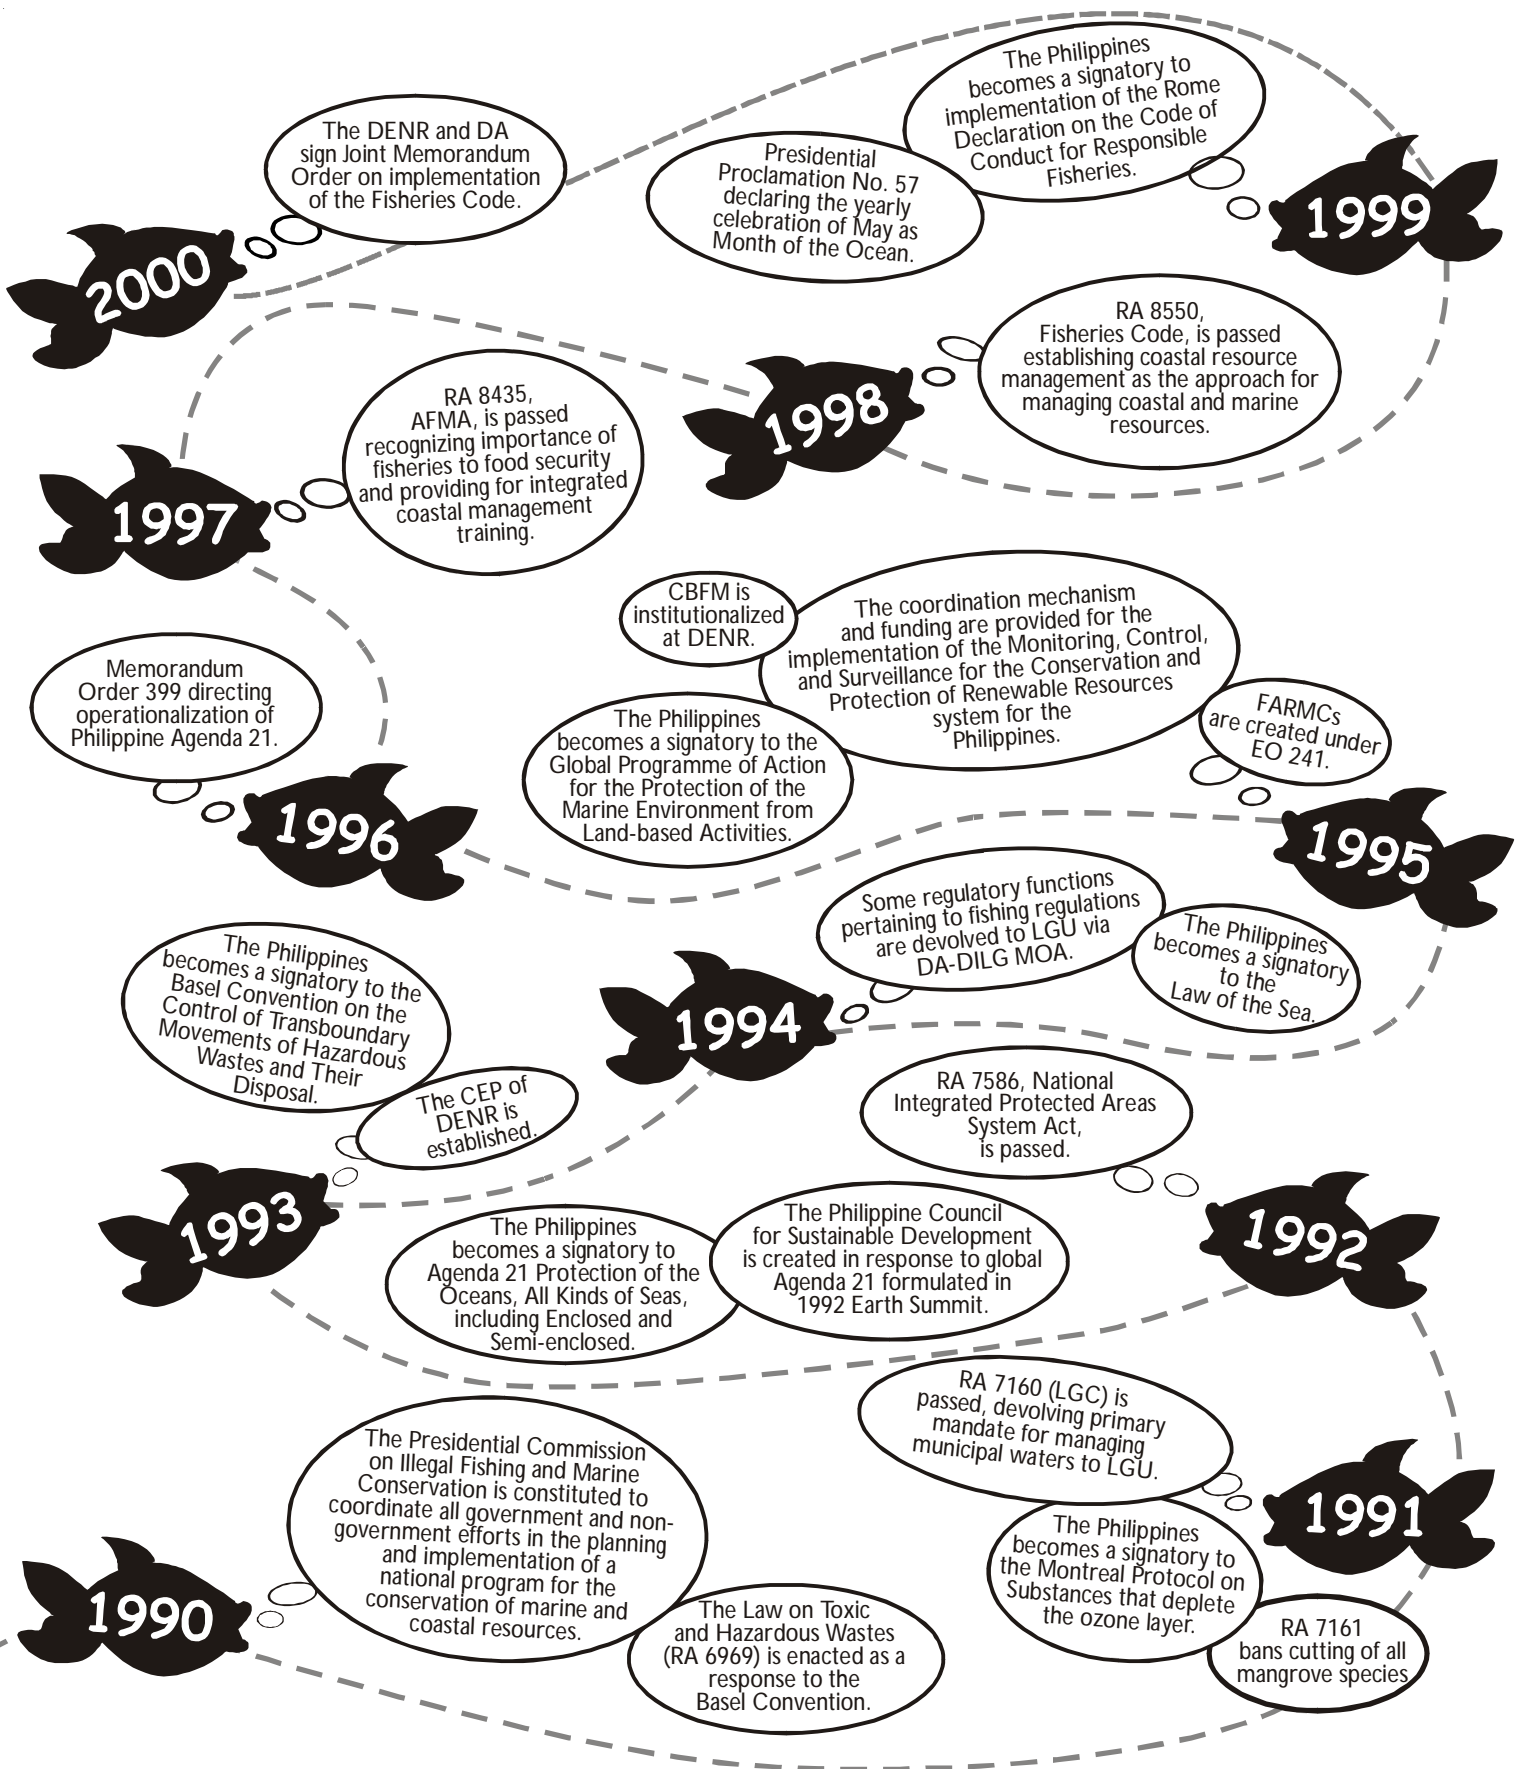 The Philippines
becomes a signatory to
implementation of the Rome
Declaration on the Code of
Conduct for Responsible
Fisheries.
The DENR and DA
sign Joint Memorandum
Order on implementation
of the Fisheries Code.
Presidential
Proclamation No. 57
declaring the yearly
celebration of May as
Month of the Ocean.
1999
2000
RA 8550,
Fisheries Code, is passed
establishing coastal resource
management as the approach for
managing coastal and marine
resources.
1998
RA 8435,
AFMA, is passed
recognizing importance of
fisheries to food security
and providing for integrated
coastal management
training.
1997
CBFM is
institutionalized
at DENR.
The coordination mechanism
and funding are provided for the
implementation of the Monitoring, Control,
and Surveillance for the Conservation and
Protection of Renewable Resources
system for the
Philippines.
Memorandum
Order 399 directing
operationalization of
Philippine Agenda 21.
The Philippines
becomes a signatory to the
Global Programme of Action
for the Protection of the
Marine Environment from
Land-based Activities.
FARMCs
are created under
EO 241.
1996
1995
Some regulatory functions
pertaining to fishing regulations
are devolved to LGU via
DA-DILG MOA.
The Philippines
becomes a signatory
to the
Law of the Sea.
The Philippines
becomes a signatory to the
Basel Convention on the
Control of Transboundary
Movements of Hazardous
Wastes and Their
Disposal.
1994
The CEP of
DENR is
established.
RA 7586, National
Integrated Protected Areas
System Act,
is passed.
1993
The Philippines
becomes a signatory to
Agenda 21 Protection of the
Oceans, All Kinds of Seas,
including Enclosed and
Semi-enclosed.
The Philippine Council
for Sustainable Development
is created in response to global
Agenda 21 formulated in
1992 Earth Summit.
1992
RA 7160 (LGC) is
passed, devolving primary
mandate for managing
municipal waters to LGU.
The Presidential Commission
on Illegal Fishing and Marine
Conservation is constituted to
coordinate all government and non-
government efforts in the planning
and implementation of a
national program for the
conservation of marine and
coastal resources.
1991
The Philippines
becomes a signatory to
the Montreal Protocol on
Substances that deplete
the ozone layer.
1990
The Law on Toxic
and Hazardous Wastes
(RA 6969) is enacted as a
response to the
Basel Convention.
RA 7161
bans cutting of all
mangrove species